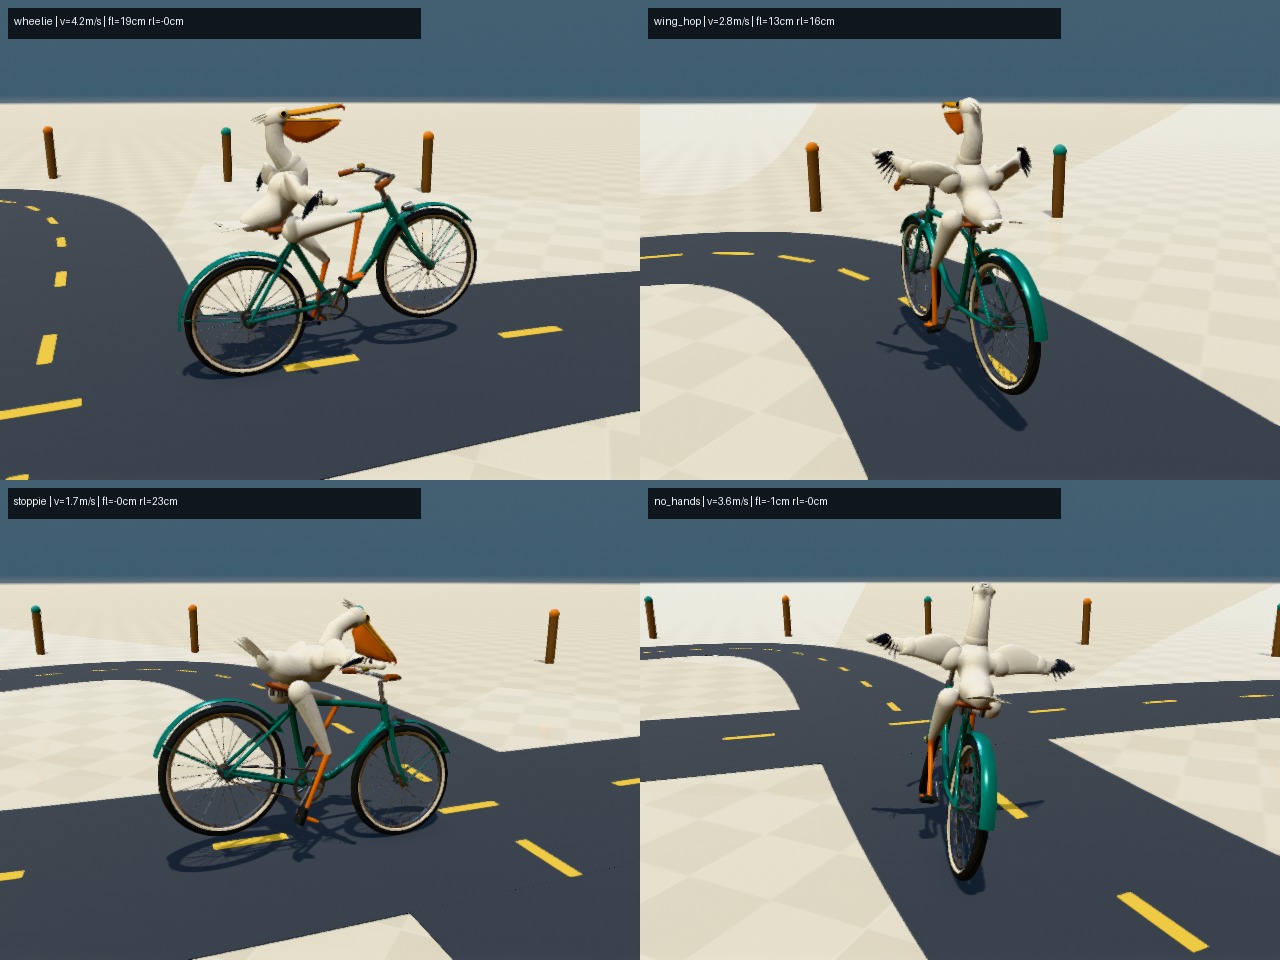 wheelie | v=4.2m/s | fl=19cm rl=-0cm
wing_hop | v=2.8m/s | fl=13cm rl=16cm
stoppie | v=1.7m/s | fl=-0cm rl=23cm
no_hands | v=3.6m/s | fl=-1cm rl=-0cm